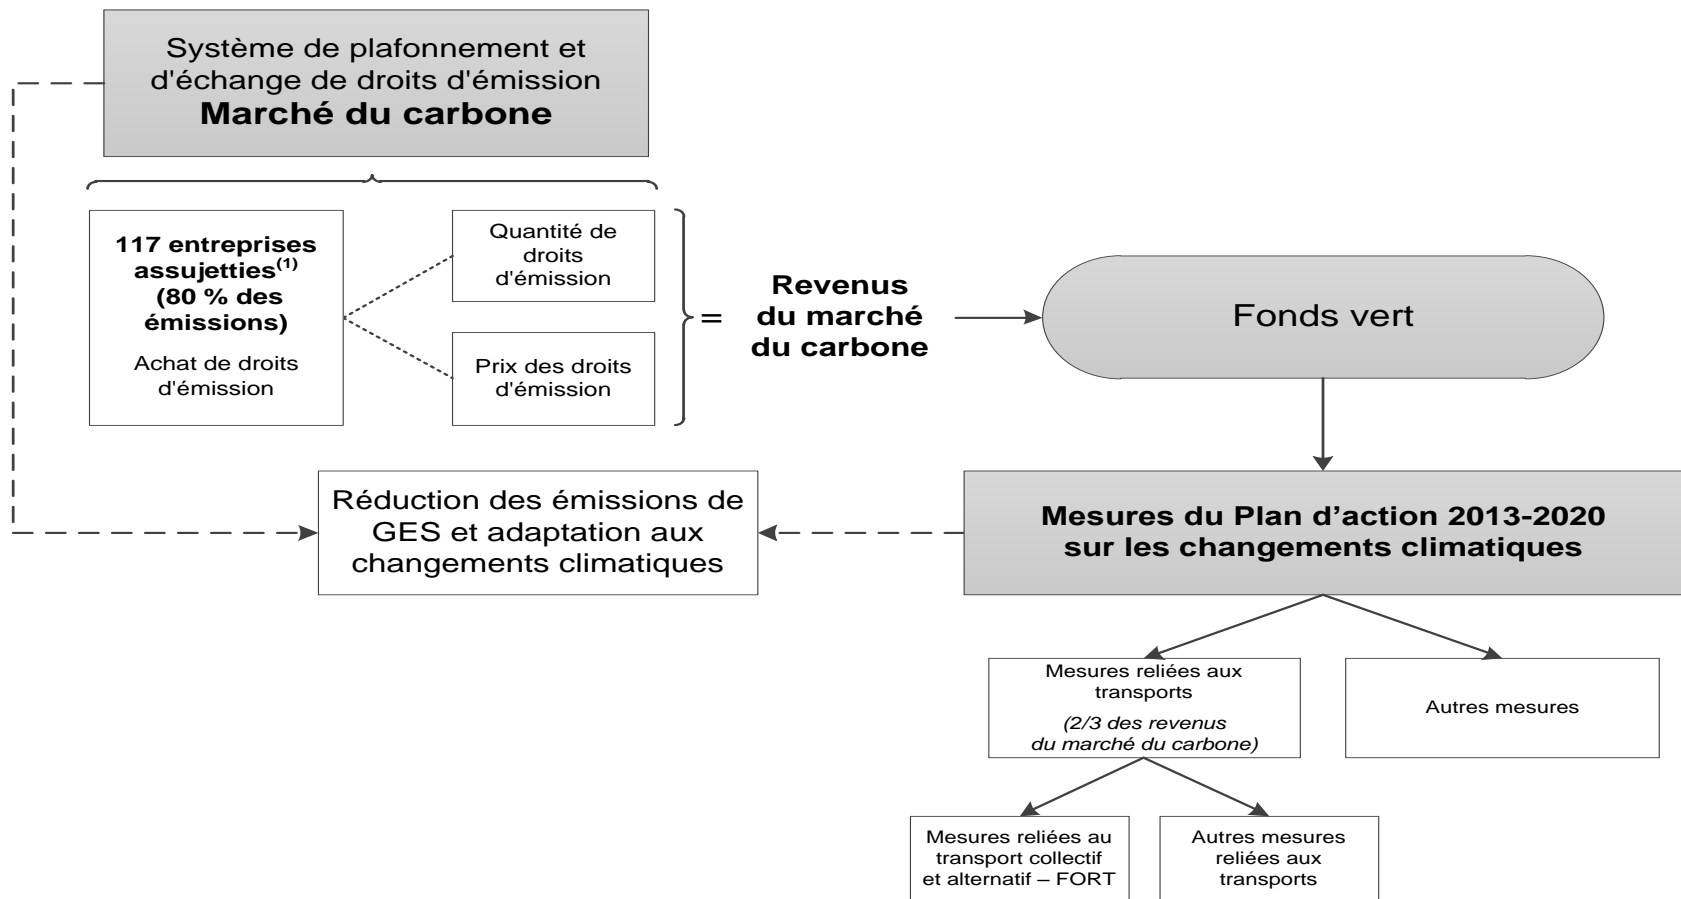 Système de plafonnement et
d'échange de droits d'émission
Marché du carbone
117 entreprises
assujetties(1)
(80 % des
émissions)
Achat de droits
d'émission
Quantité de
droits
d'émission
Prix des droits
d'émission
=
Revenus
du marché
du carbone
Fonds vert
Réduction des émissions de
GES et adaptation aux
changements climatiques
Mesures du Plan d’action 2013-2020
sur les changements climatiques
Mesures reliées aux
transports
(2/3 des revenus
du marché du carbone)
Autres mesures
Mesures reliées au
transport collectif
et alternatif – FORT
Autres mesures
reliées aux
transports